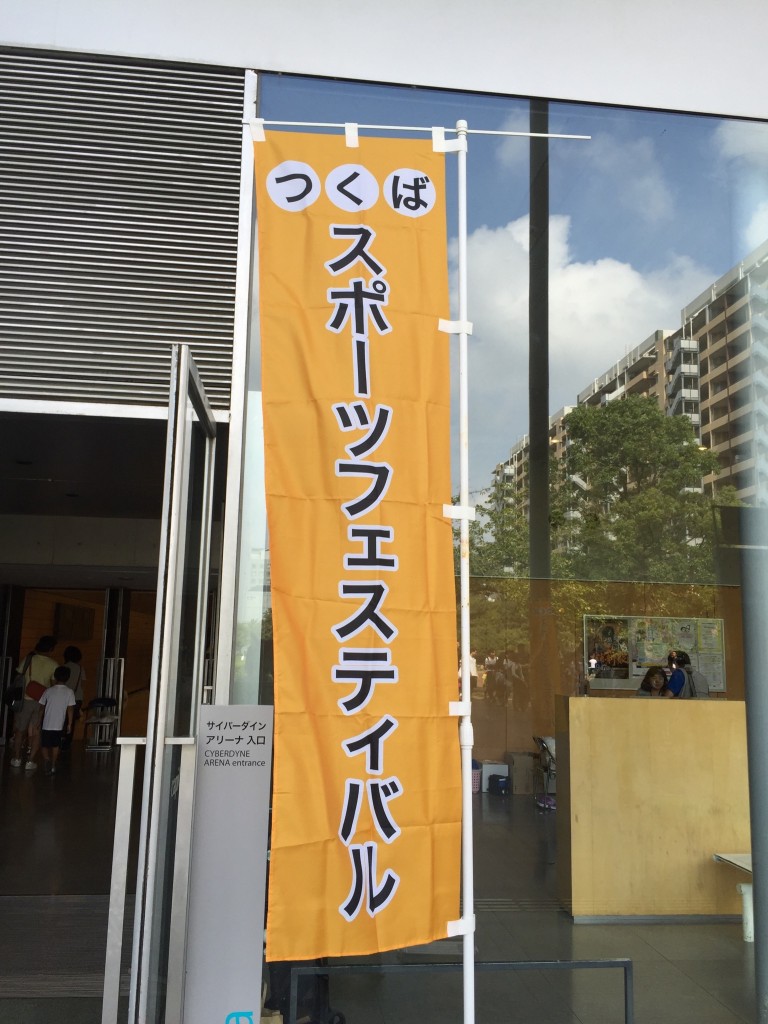 つくば
スポーツフェスティバル
サイバーダイン
アリーナ 入口
CYBERDYNE
ARENA entrance